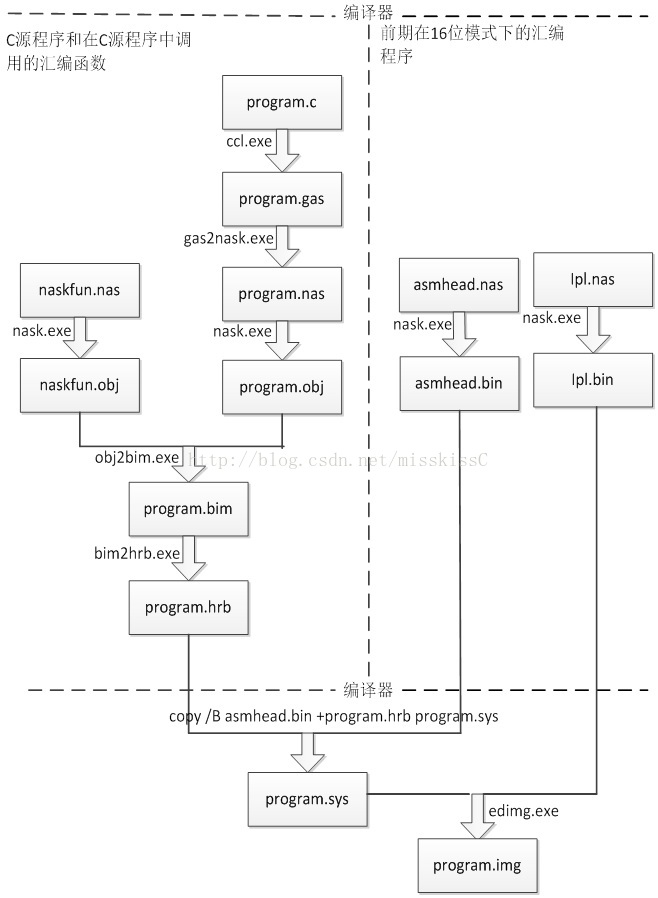 编译器
C源程序和在C源程序中调
用的汇编函数
前期在16位模式下的汇编
程序
program.c
ccl.exe
program.gas
gas2nask.exe
program.nas
nask.exe
program.obj
naskfun.nas
nask.exe
naskfun.obj
asmhead.nas
nask.exe
asmhead.bin
Ipl.nas
nask.exe
Ipl.bin
obj2bim.exe
http://blog.csdn.net/misskissC
program.bim
bim2hrb.exe
program.hrb
编译器
copy /B asmhead.bin +program.hrb program.sys
program.sys
edimg.exe
program.img